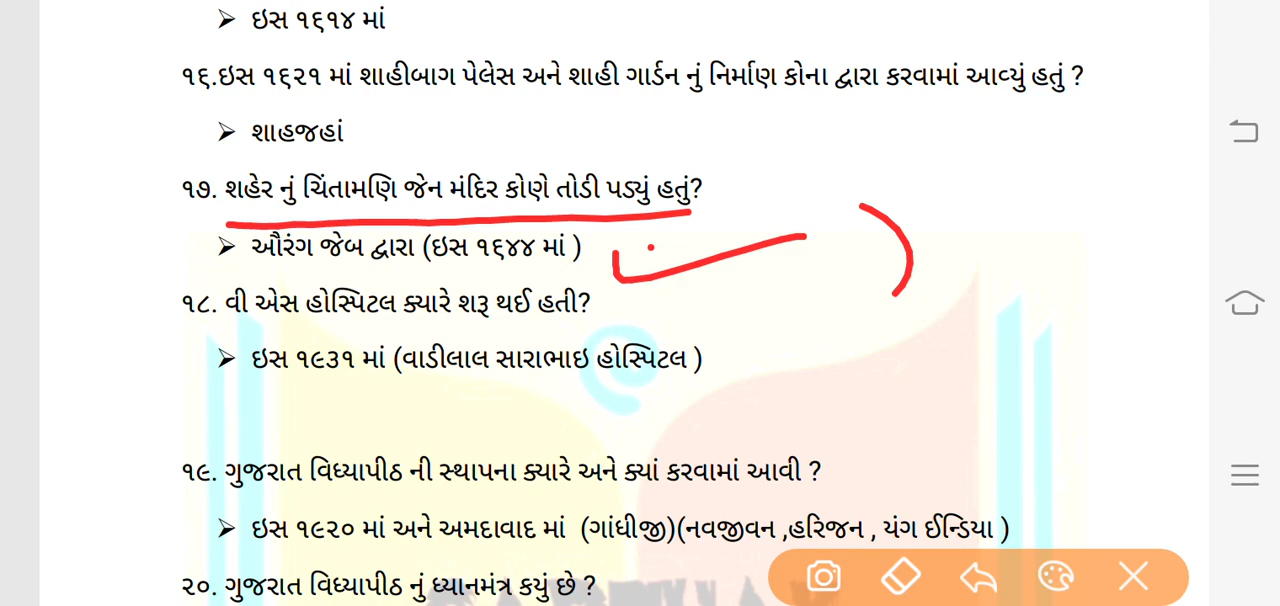 ➢ ઇસ ૧૬૧૪ માં
૧૬.ઇસ ૧૬૨૧ માં શાહીબાગ પેલેસ અને શાહી ગાર્ડન નું નિર્માણ કોના દ્વારા કરવામાં આવ્યું હતું ?
➢ શાહજહાં
૧૭. શહેર નું ચિંતામણિ જેન મંદિર કોણે તોડી પડ્યું હતું?
➢ ઔરંગ જેબ દ્વારા (ઇસ ૧૬૪૪ માં )
૧૮. વી એસ હોસ્પિટલ ક્યારે શરૂ થઈ હતી?
➢ ઇસ ૧૯૩૧ માં (વાડીલાલ સારાભાઇ હોસ્પિટલ )
૧૯. ગુજરાત વિધ્યાપીઠ ની સ્થાપના ક્યારે અને ક્યાં કરવામાં આવી ?
➢ ઇસ ૧૯૨૦ માં અને અમદાવાદ માં (ગાંધીજી)(નવજીવન ,હરિજન , યંગ ઈન્ડિયા )
૨૦. ગુજરાત વિધ્યાપીઠ નું ધ્યાનમંત્ર કયું છે ?